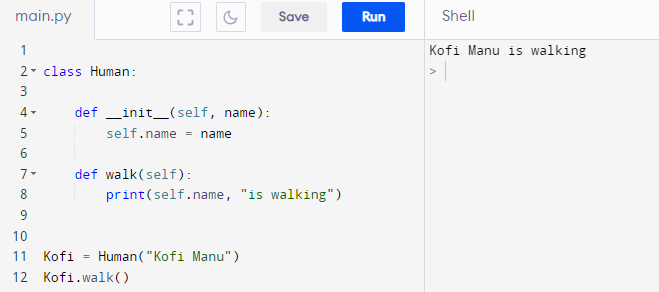 main.py Save Run Shell
1
2 class Human:
3
4 def __init__(self, name):
5 self.name = name
6
7 def walk(self):
8 print(self.name, "is walking")
9
10
11 Kofi = Human("Kofi Manu")
12 Kofi.walk()
Kofi Manu is walking
>